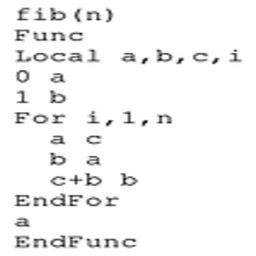 fib(n)
Func
Local a,b,c,i
0 a
1 b
For i,1,n
a c
b a
c+b b
EndFor
a
EndFunc